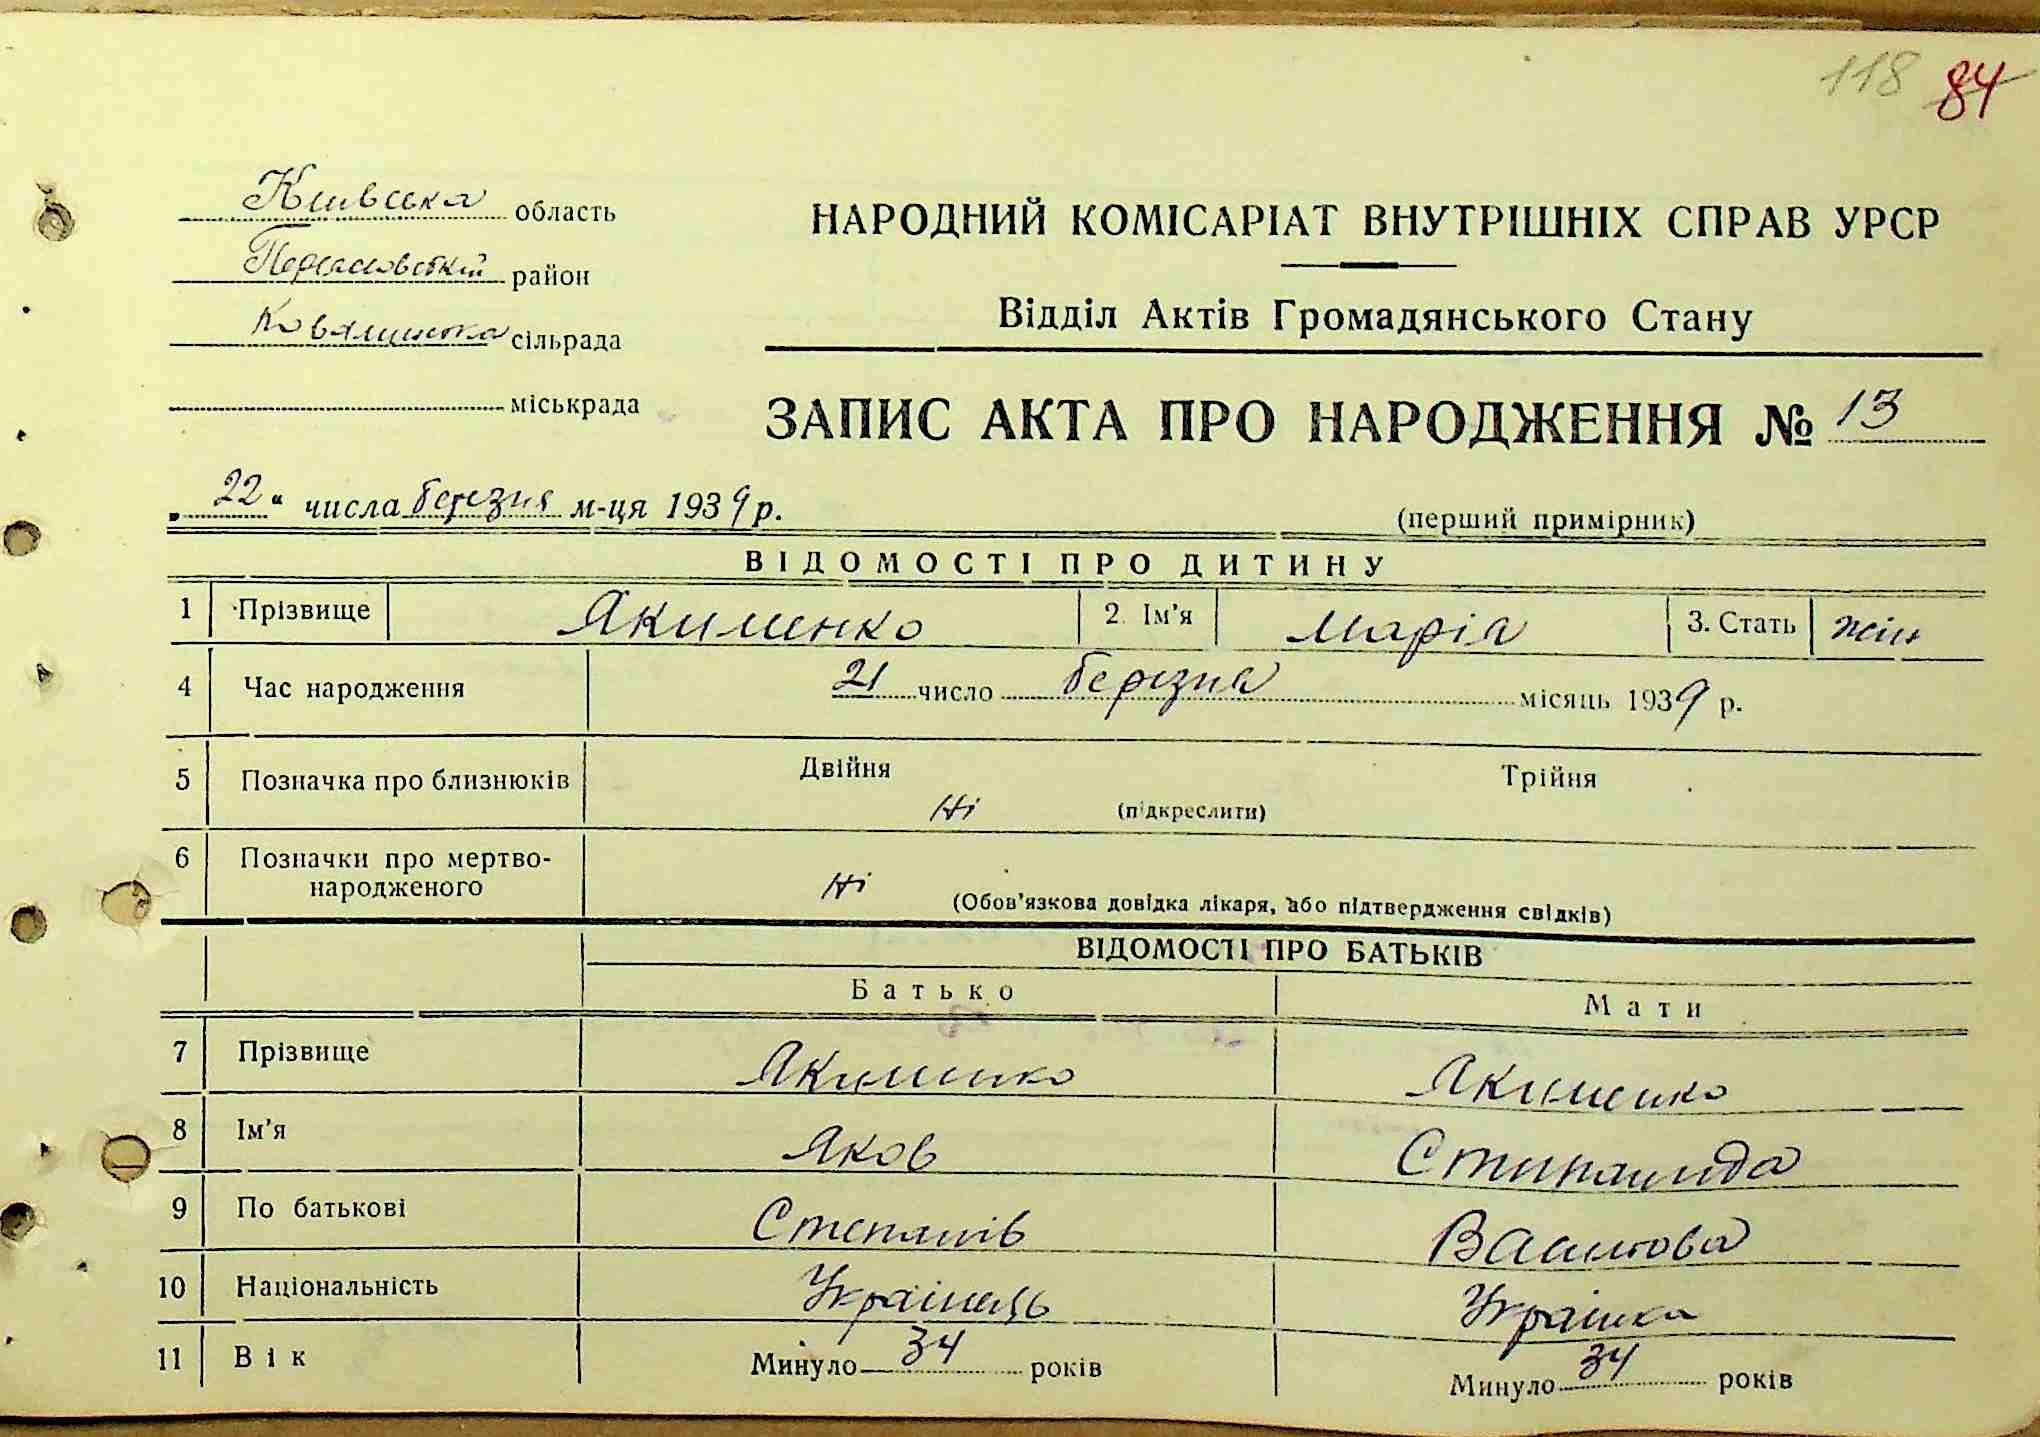 118 84
Київська область
Переяславський район
Ковалинська сільрада
міськрада
НАРОДНИЙ КОМІСАРІАТ ВНУТРІШНІХ СПРАВ УРСР
Відділ Актів Громадянського Стану
ЗАПИС АКТА ПРО НАРОДЖЕННЯ № 13
„22“ числа березня м-ця 1939 р.
(перший примірник)
ВІДОМОСТІ ПРО ДИТИНУ
1 Прізвище Якименко 2. Ім'я Марія 3. Стать жін
4 Час народження 21 число березня місяць 1939 р.
5 Позначка про близнюків Двійня Трійня
Ні (підкреслити)
6 Позначки про мертво-
народженого Ні (Обов'язкова довідка лікаря, або підтвердження свідків)
ВІДОМОСТІ ПРО БАТЬКІВ
Батько Мати
7 Прізвище Якименко Якименко
8 Ім'я Яков Степанида
9 По батькові Степанів Васильова
10 Національність Українець Українка
11 Вік Минуло 34 років Минуло 34 років